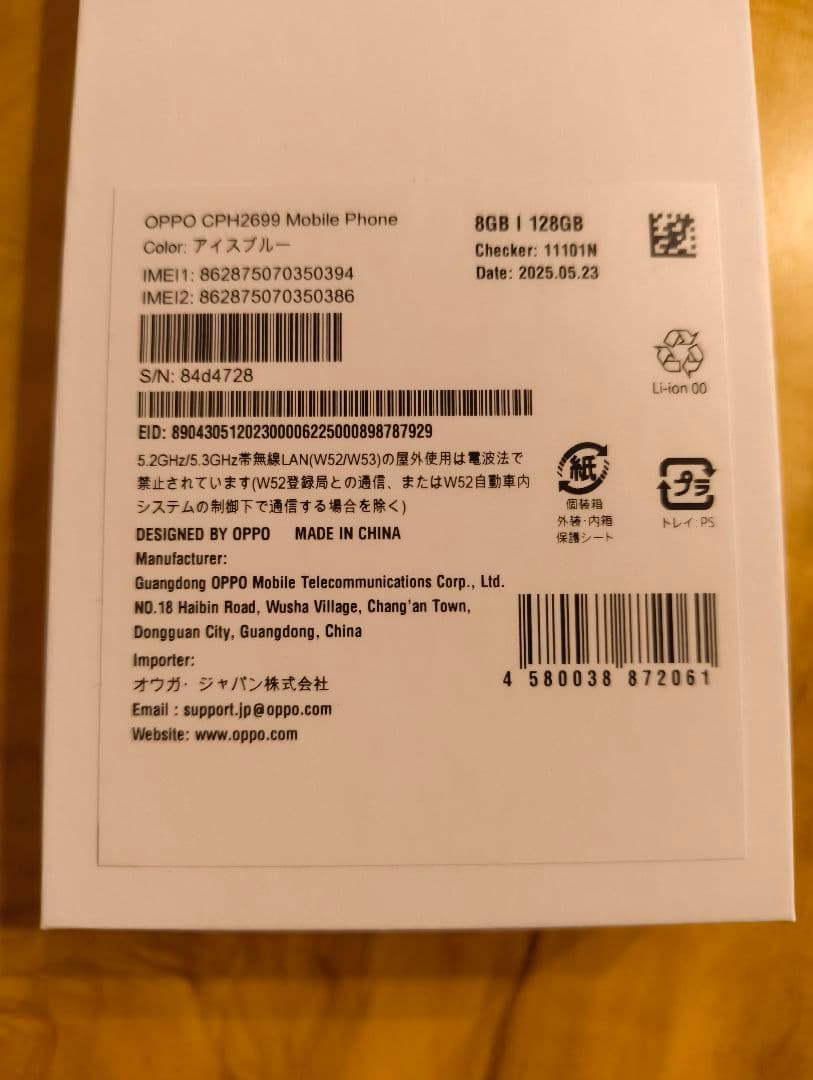 OPPO CPH2699 Mobile Phone
Color: アイスブルー
IMEI1: 862875070350394
IMEI2: 862875070350386
8GB | 128GB
Checker: 11101N
Date: 2025.05.23
S/N: 84d4728
Li-ion 00
EID: 89043051202300006225000898787929
5.2GHz/5.3GHz帯無線LAN(W52/W53)の屋外使用は電波法で
禁止されています(W52登録局との通信、またはW52自動車内
システムの制御下で通信する場合を除く)
紙
個装箱
外装・内箱
保護シート
プラ
トレイ: PS
DESIGNED BY OPPO MADE IN CHINA
Manufacturer:
Guangdong OPPO Mobile Telecommunications Corp., Ltd.
NO.18 Haibin Road, Wusha Village, Chang'an Town,
Dongguan City, Guangdong, China
Importer:
オウガ・ジャパン株式会社
Email : support.jp@oppo.com
Website: www.oppo.com
4 580038 872061